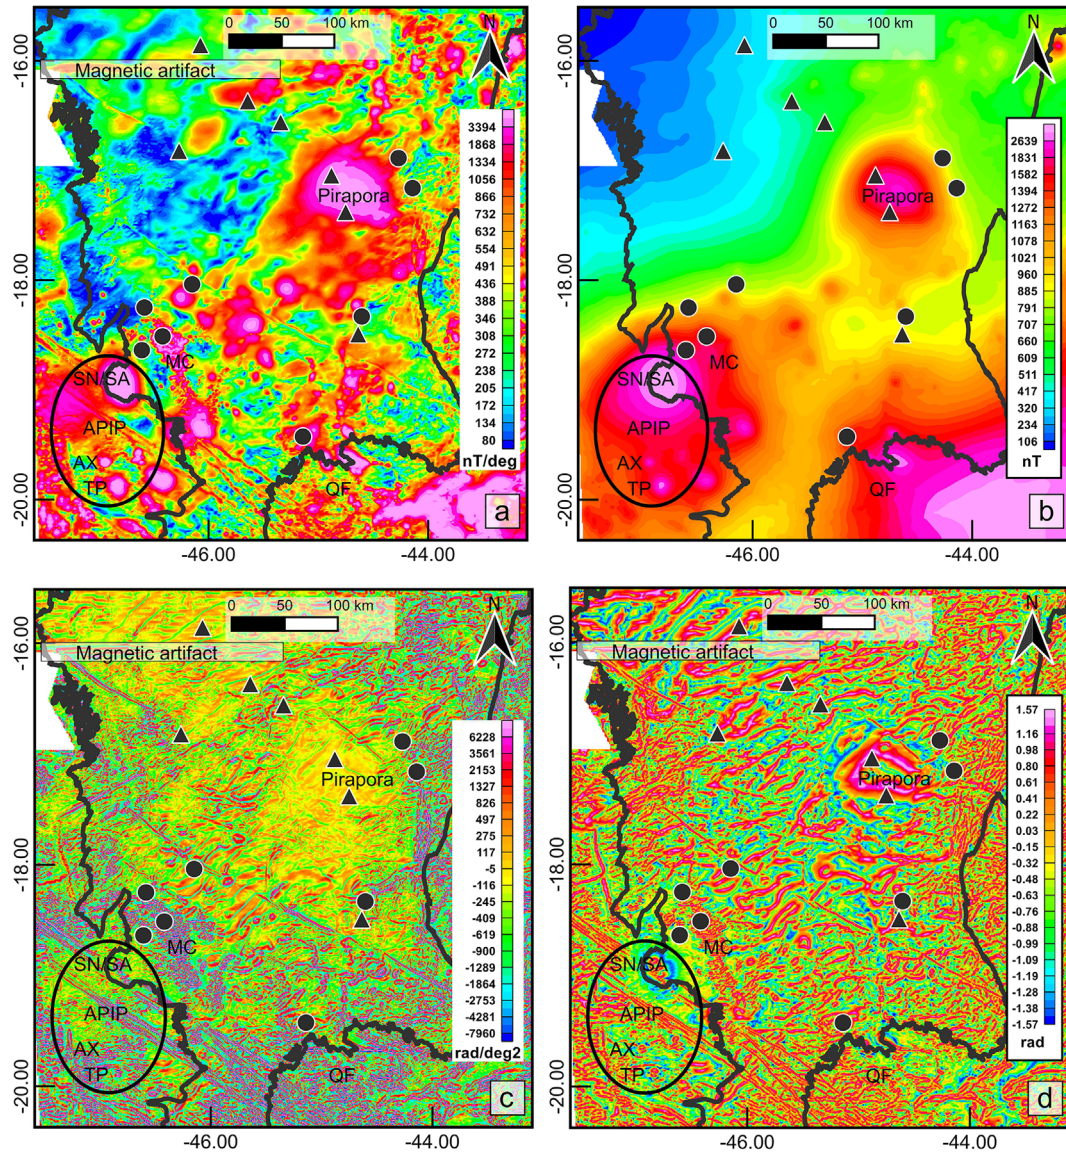 0 50 100 km
N
Magnetic artifact
-16.00
-18.00
-20.00
Pirapora
MC
SN/SA
APIP
AX
TP
QF
3394
1868
1334
1056
866
732
632
554
491
436
388
346
308
272
238
205
172
134
80
nT/deg
a
-46.00 -44.00
0 50 100 km
N
-16.00
-18.00
-20.00
Pirapora
MC
SN/SA
APIP
AX
TP
QF
2639
1831
1582
1394
1272
1163
1078
960
885
791
707
660
609
511
417
350
284
234
106
nT
b
-46.00 -44.00
0 50 100 km
N
Magnetic artifact
-16.00
-18.00
-20.00
Pirapora
MC
SN/SA
APIP
AX
TP
QF
6228
3561
2153
1327
826
497
275
117
-5
-116
-245
-409
-619
-900
-1289
-1864
-2753
-4281
-7960
rad/deg2
c
-46.00 -44.00
0 50 100 km
N
Magnetic artifact
-16.00
-18.00
-20.00
Pirapora
MC
SN/SA
APIP
AX
TP
QF
1.57
1.16
0.98
0.80
0.61
0.41
0.22
0.03
-0.15
-0.32
-0.48
-0.63
-0.76
-0.88
-0.99
-1.09
-1.19
-1.28
-1.38
-1.57
rad
d
-46.00 -44.00